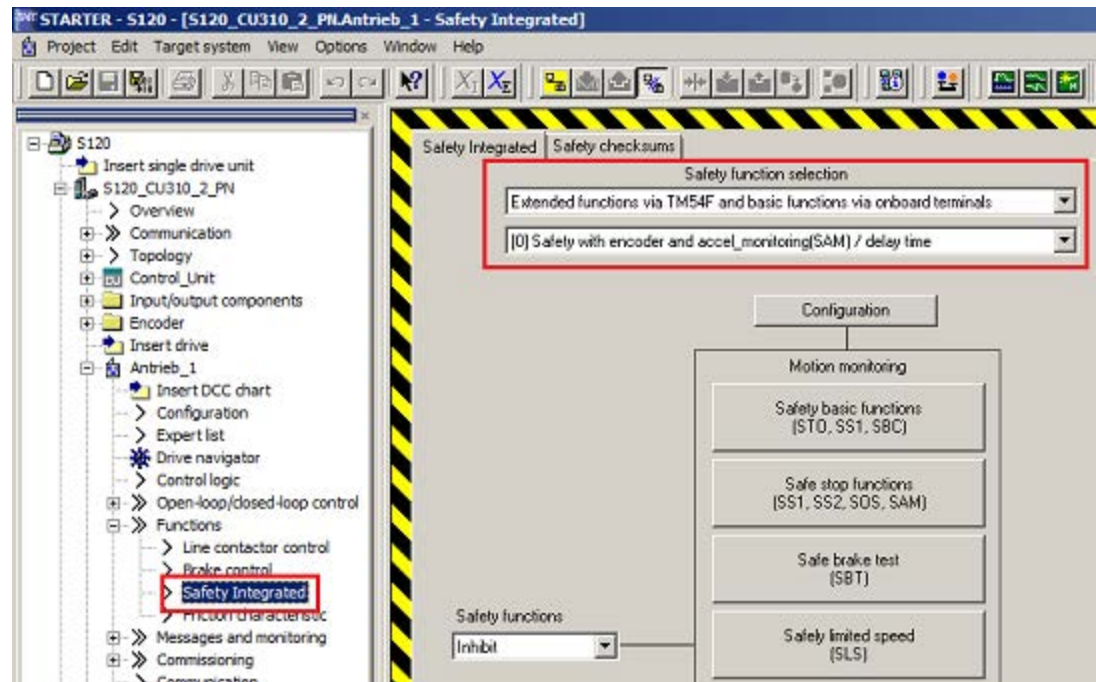 STARTER - S120 - [S120_CU310_2_PN.Antrieb_1 - Safety Integrated]
Project Edit Target system View Options Window Help
S120
Insert single drive unit
S120_CU310_2_PN
Overview
Communication
Topology
Control_Unit
Input/output components
Encoder
Insert drive
Antrieb_1
Insert DCC chart
Configuration
Expert list
Drive navigator
Control logic
Open-loop/closed-loop control
Functions
Line contactor control
Brake control
Safety Integrated
Friction characteristic
Messages and monitoring
Commissioning
Communication
Safety Integrated Safety checksums
Safety function selection
Extended functions via TM54F and basic functions via onboard terminals
[0] Safety with encoder and accel_monitoring(SAM) / delay time
Configuration
Motion monitoring
Safety basic functions
(STO, SS1, SBC)
Safe stop functions
(SS1, SS2, SOS, SAM)
Safe brake test
(SBT)
Safety functions
Inhibit
Safely limited speed
(SLS)